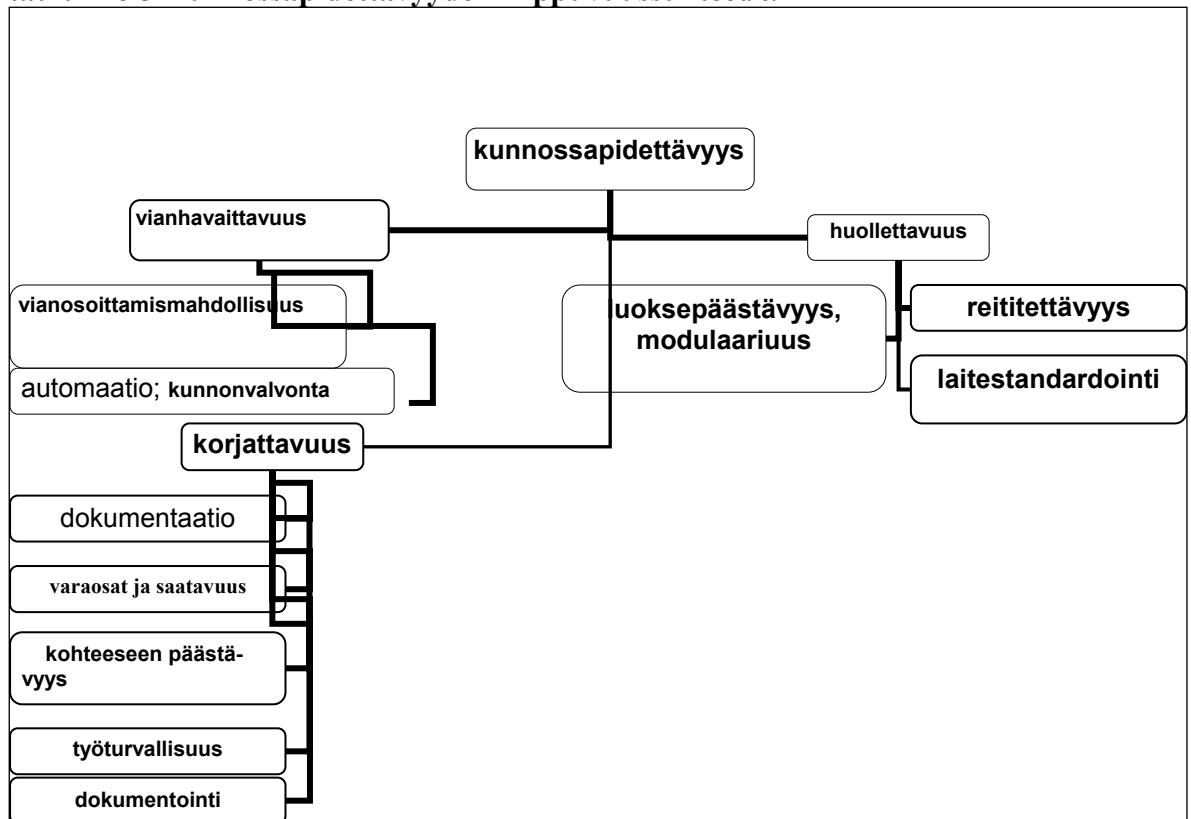 kunnossapidettävyys
vianhavaittavuus
huollettavuus
vianosoittamismahdollisuus
luoksepäästävyys,
modulaariuus
reititettävyys
automaatio; kunnonvalvonta
laitestandardointi
korjattavuus
dokumentaatio
varaosat ja saatavuus
kohteeseen päästä-
vyys
työturvallisuus
dokumentointi